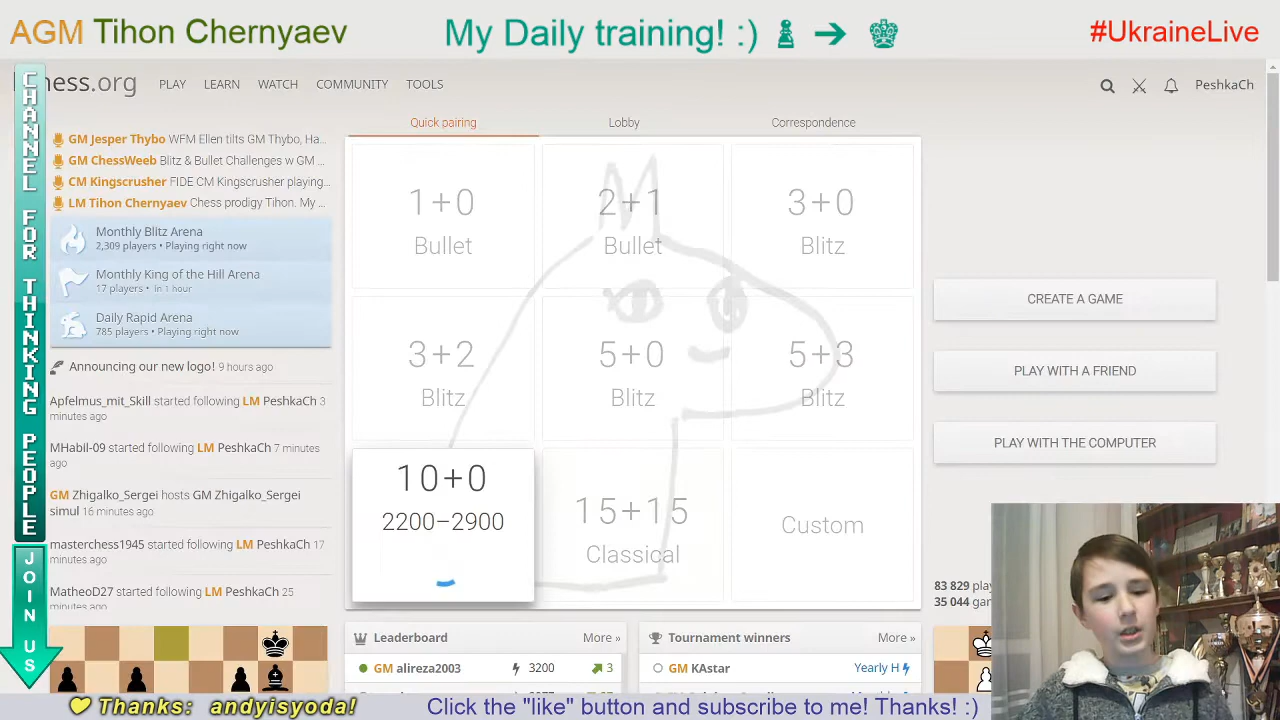 AGM Tihon Chernyaev
My Daily training! :)
#UkraineLive
CHANNEL FOR THINKING PEOPLE
JOIN US
hess.org
PLAY LEARN WATCH COMMUNITY TOOLS
PeshkaCh
GM Jesper Thybo WFM Ellen tilts GM Thybo, Ha...
GM ChessWeeb Blitz & Bullet Challenges w GM ...
CM Kingscrusher FIDE CM Kingscrusher playing...
LM Tihon Chernyaev Chess prodigy Tihon. My ...
Monthly Blitz Arena
2,309 players • Playing right now
Monthly King of the Hill Arena
17 players • in 1 hour
Daily Rapid Arena
785 players • Playing right now
Announcing our new logo! 9 hours ago
Apfelmus_mit_Skill started following LM PeshkaCh 3
minutes ago
MHabil-09 started following LM PeshkaCh 7 minutes
ago
GM Zhigalko_Sergei hosts GM Zhigalko_Sergei
simul 16 minutes ago
masterchess1945 started following LM PeshkaCh 17
minutes ago
MatheoD27 started following LM PeshkaCh 25
minutes ago
Quick pairing Lobby Correspondence
1+0
Bullet
2+1
Bullet
3+0
Blitz
3+2
Blitz
5+0
Blitz
5+3
Blitz
10+0
2200–2900
15+15
Classical
Custom
CREATE A GAME
PLAY WITH A FRIEND
PLAY WITH THE COMPUTER
83 829 play
35 044 gam
Leaderboard More »
GM alireza2003 3200 3
Tournament winners More »
GM KAstar Yearly H
Thanks: andyisyoda!
Click the "like" button and subscribe to me! Thanks! :)